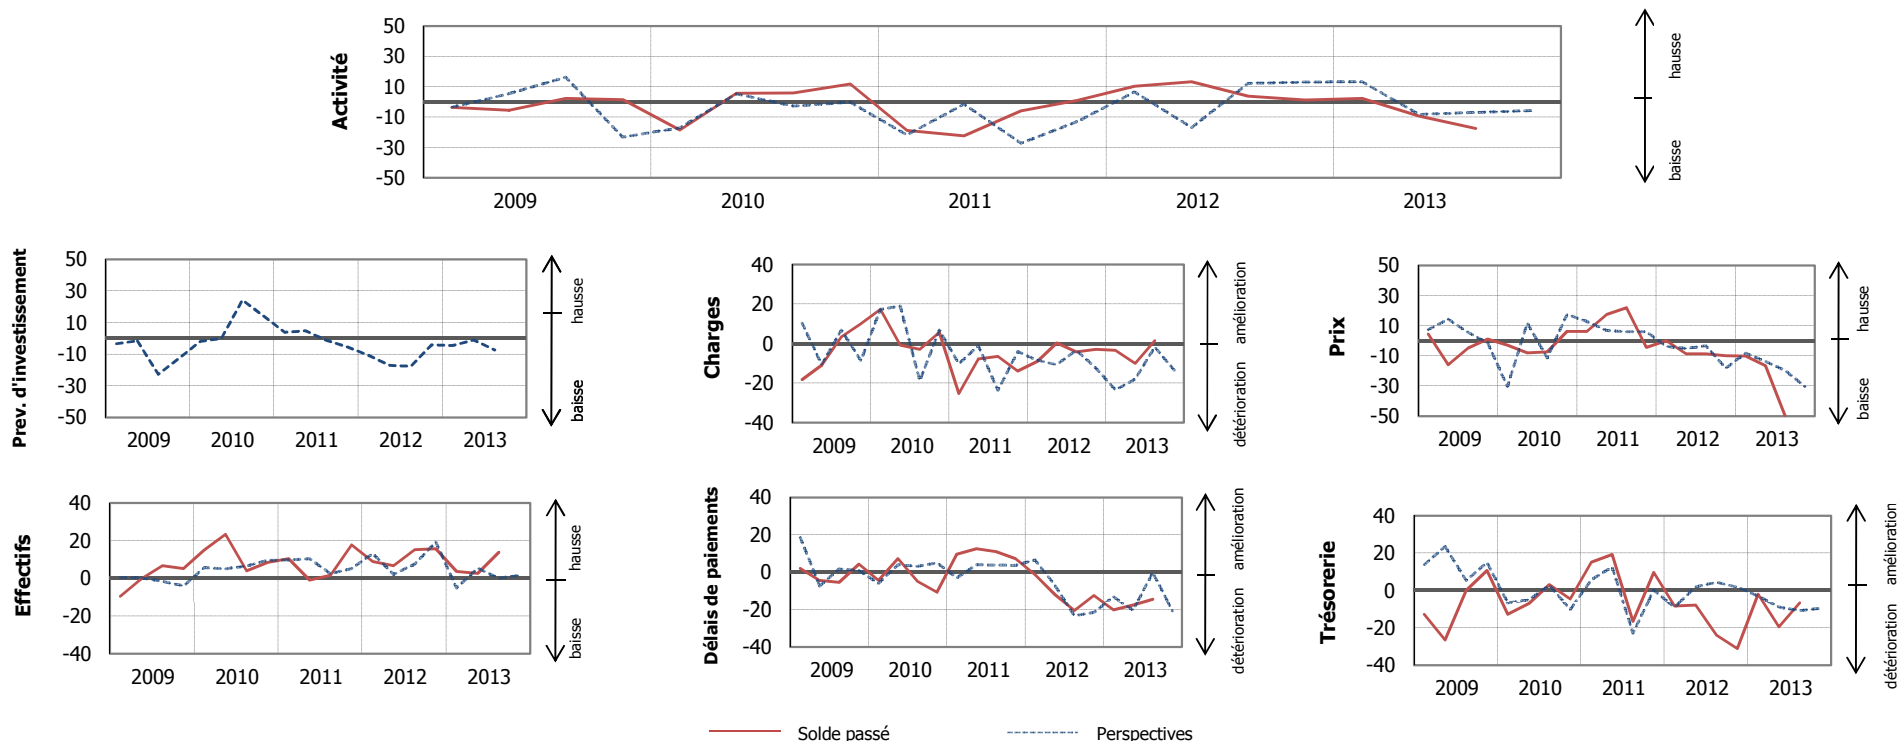 Activité
50
30
10
-10
-30
-50
2009 2010 2011 2012 2013
hausse
baisse
Prev. d'investissement
50
30
10
-10
-30
-50
2009 2010 2011 2012 2013
hausse
baisse
Charges
40
20
0
-20
-40
2009 2010 2011 2012 2013
amélioration
détérioration
Prix
50
30
10
-10
-30
-50
2009 2010 2011 2012 2013
hausse
baisse
Effectifs
40
20
0
-20
-40
2009 2010 2011 2012 2013
hausse
baisse
Délais de paiements
40
20
0
-20
-40
2009 2010 2011 2012 2013
amélioration
détérioration
Trésorerie
40
20
0
-20
-40
2009 2010 2011 2012 2013
amélioration
détérioration
Solde passé Perspectives